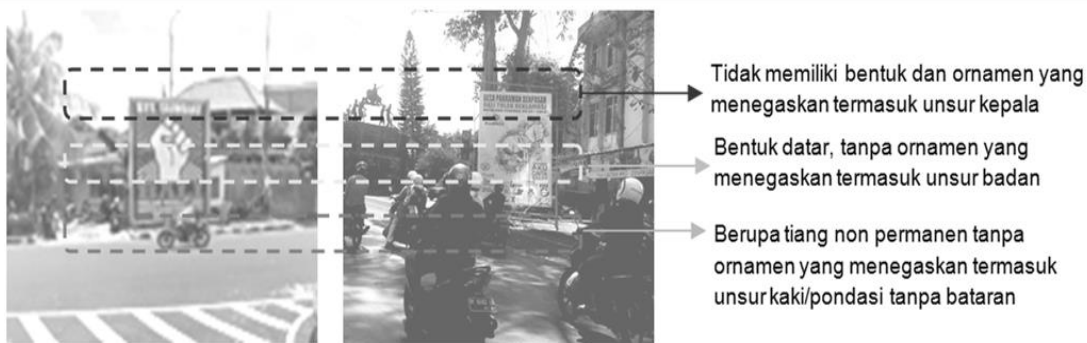 Tidak memiliki bentuk dan ornamen yang
menegaskan termasuk unsur kepala
Bentuk datar, tanpa ornamen yang
menegaskan termasuk unsur badan
Berupa tiang non permanen tanpa
ornamen yang menegaskan termasuk
unsur kaki/pondasi tanpa bataran